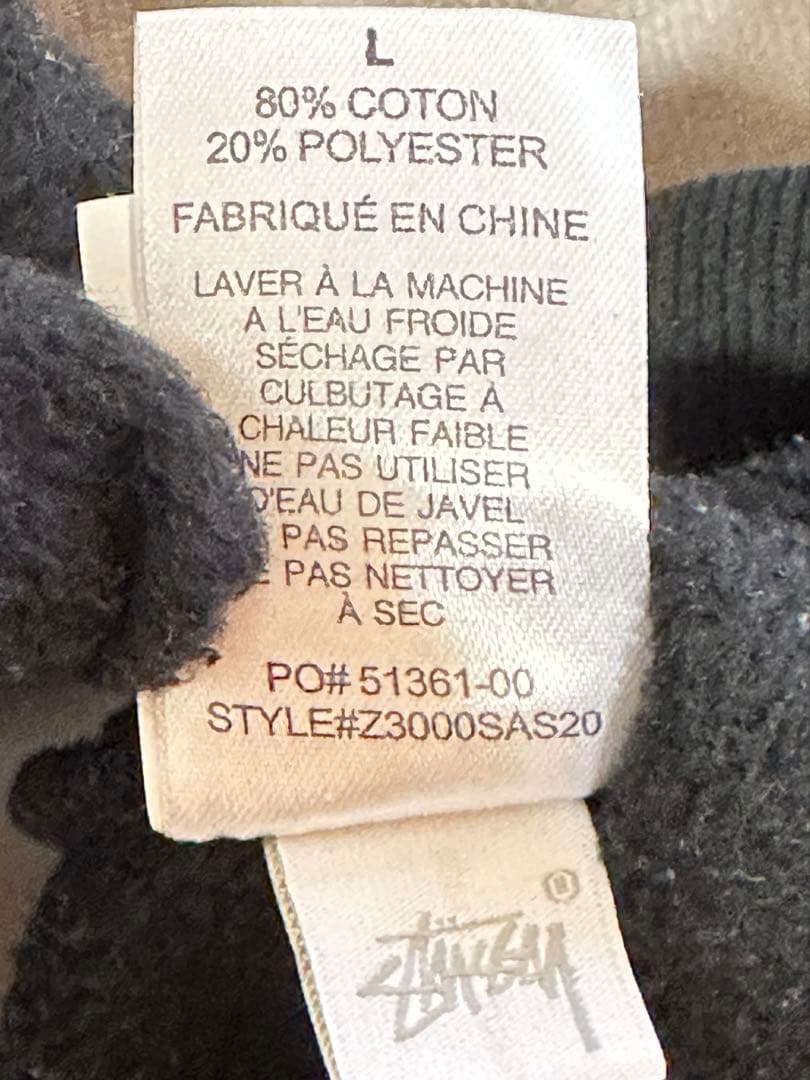 L
80% COTON
20% POLYESTER
FABRIQUÉ EN CHINE
LAVER À LA MACHINE
A L'EAU FROIDE
SÉCHAGE PAR
CULBUTAGE À
CHALEUR FAIBLE
NE PAS UTILISER
D'EAU DE JAVEL
PAS REPASSER
PAS NETTOYER
À SEC
PO# 51361-00
STYLE#Z3000SAS20
Stüssy